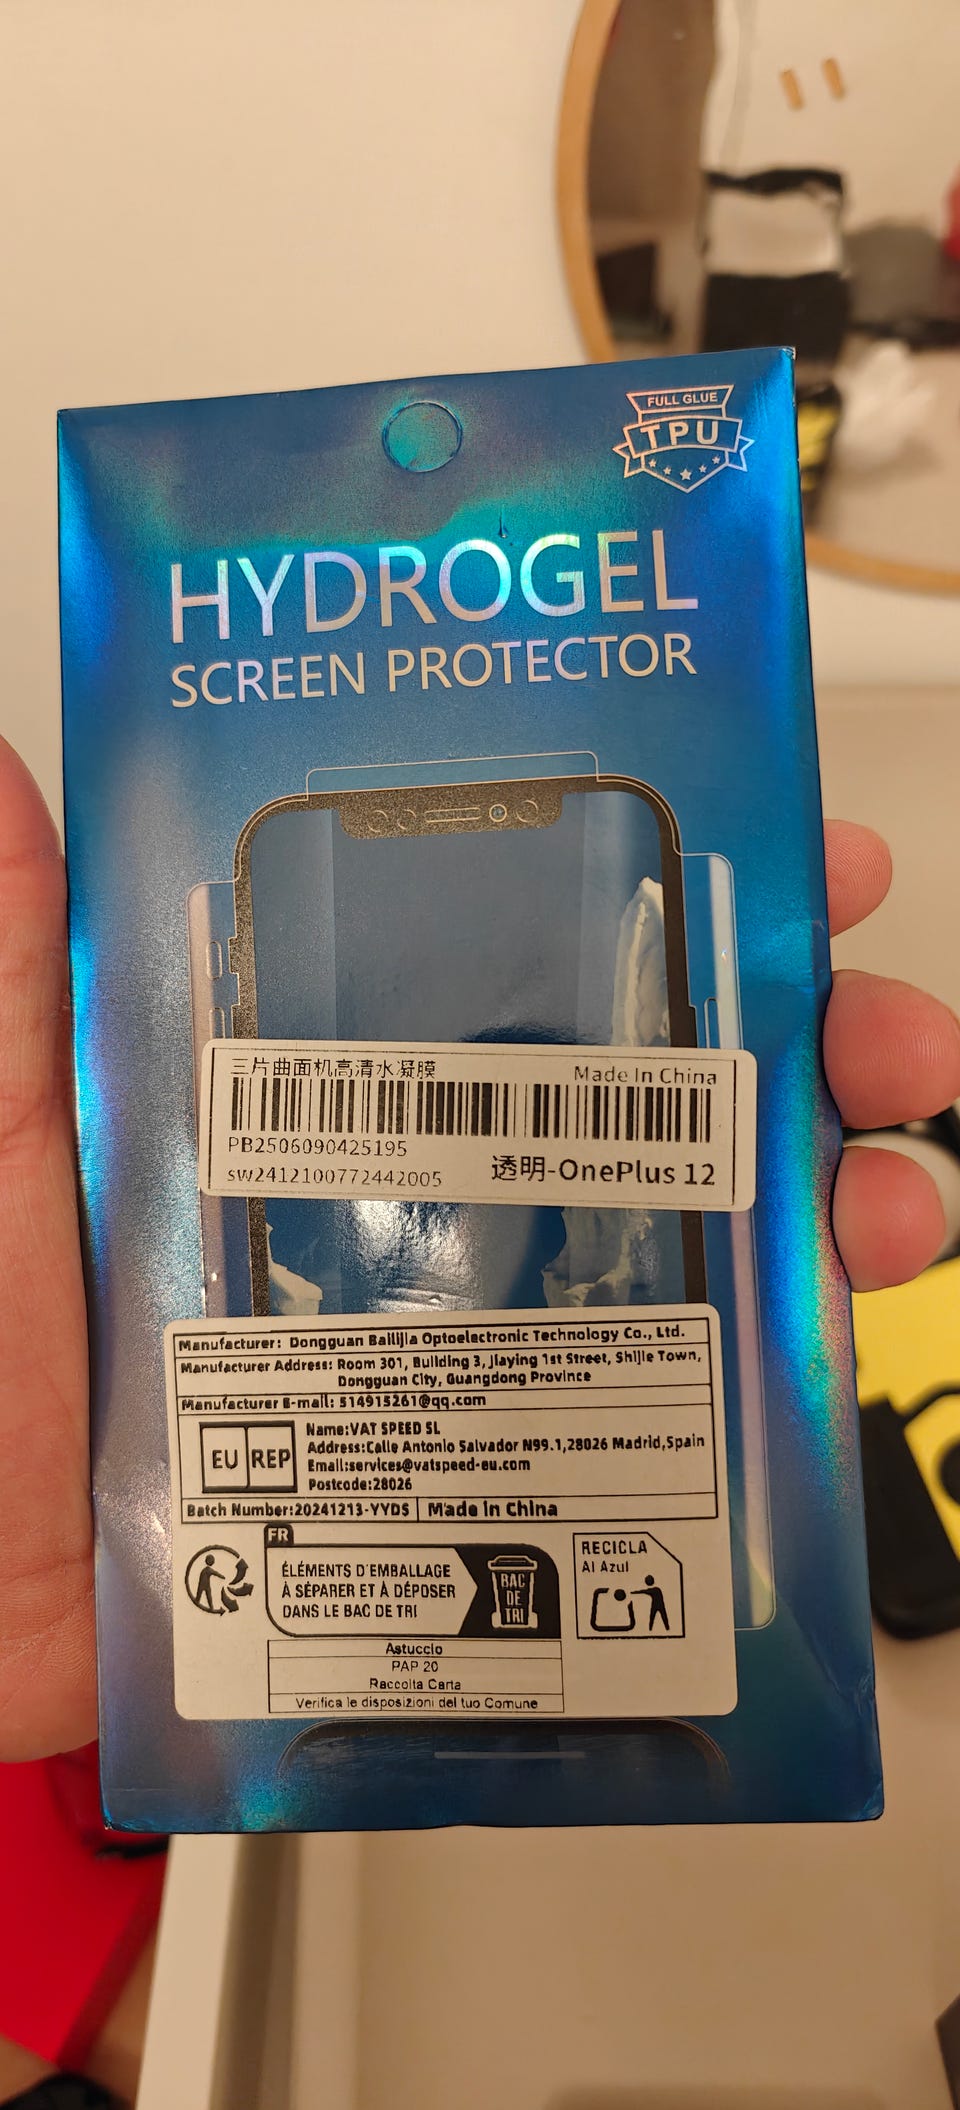 FULL GLUE
TPU
HYDROGEL
SCREEN PROTECTOR
三片曲面机高清水凝膜
Made In China
PB2506090425195
sw2412100772442005
透明-OnePlus 12
Manufacturer: Dongguan Bailijia Optoelectronic Technology Co., Ltd.
Manufacturer Address: Room 301, Building 3, Jiaying 1st Street, Shijie Town,
Dongguan City, Guangdong Province
Manufacturer E-mail: 514915261@qq.com
EU REP
Name:VAT SPEED SL
Address:Calle Antonio Salvador N99.1,28026 Madrid,Spain
Email:services@vatspeed-eu.com
Postcode:28026
Batch Number:20241213-YYDS
Made in China
FR
ÉLÉMENTS D'EMBALLAGE
À SÉPARER ET À DÉPOSER
DANS LE BAC DE TRI
BAC
DE
TRI
RECICLA
Al Azul
Astuccio
PAP 20
Raccolta Carta
Verifica le disposizioni del tuo Comune